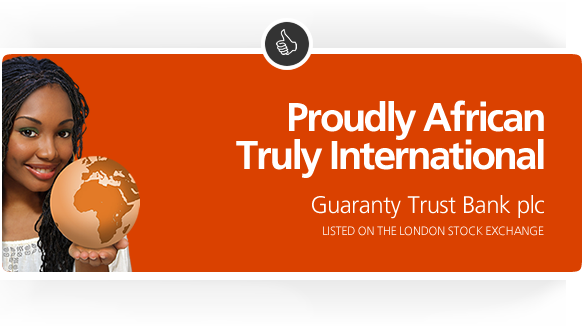 Proudly African
Truly International
Guaranty Trust Bank plc
LISTED ON THE LONDON STOCK EXCHANGE